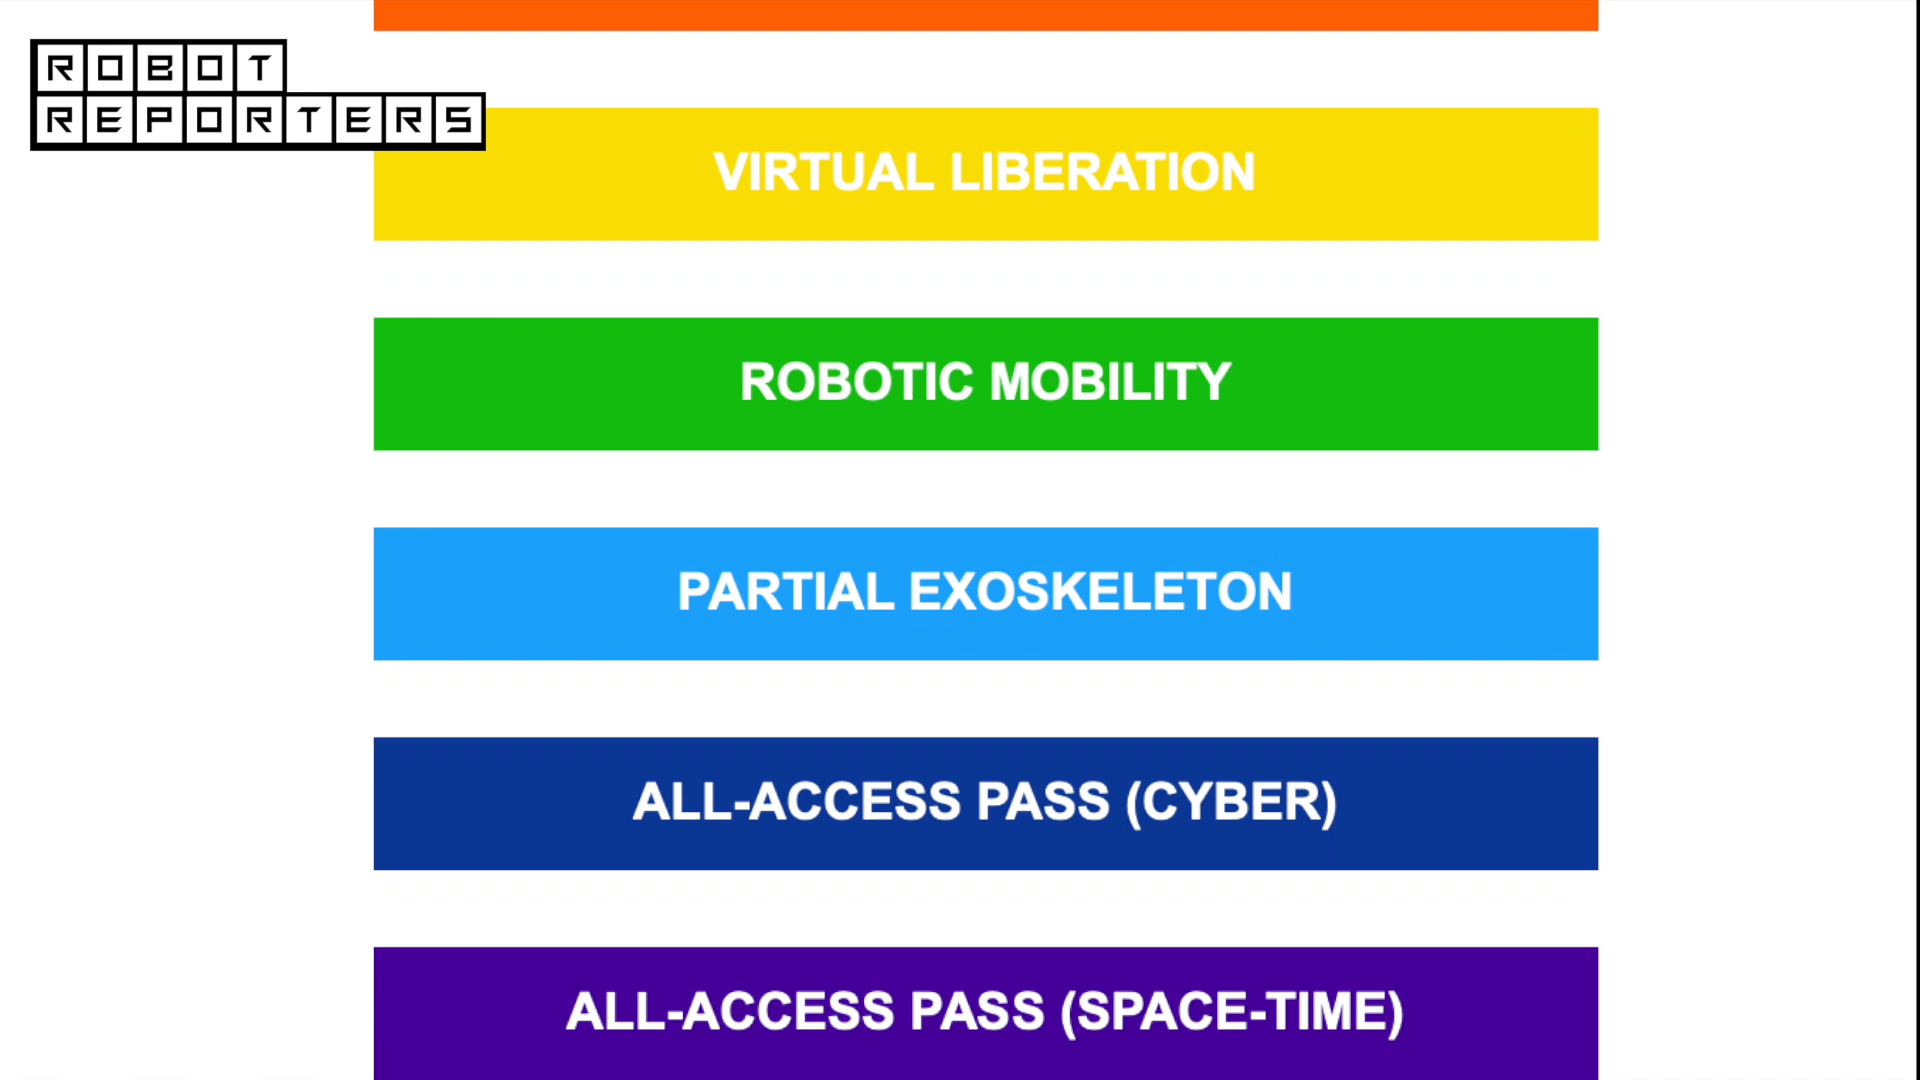 ROBOT
REPORTERS
VIRTUAL LIBERATION
ROBOTIC MOBILITY
PARTIAL EXOSKELETON
ALL-ACCESS PASS (CYBER)
ALL-ACCESS PASS (SPACE-TIME)